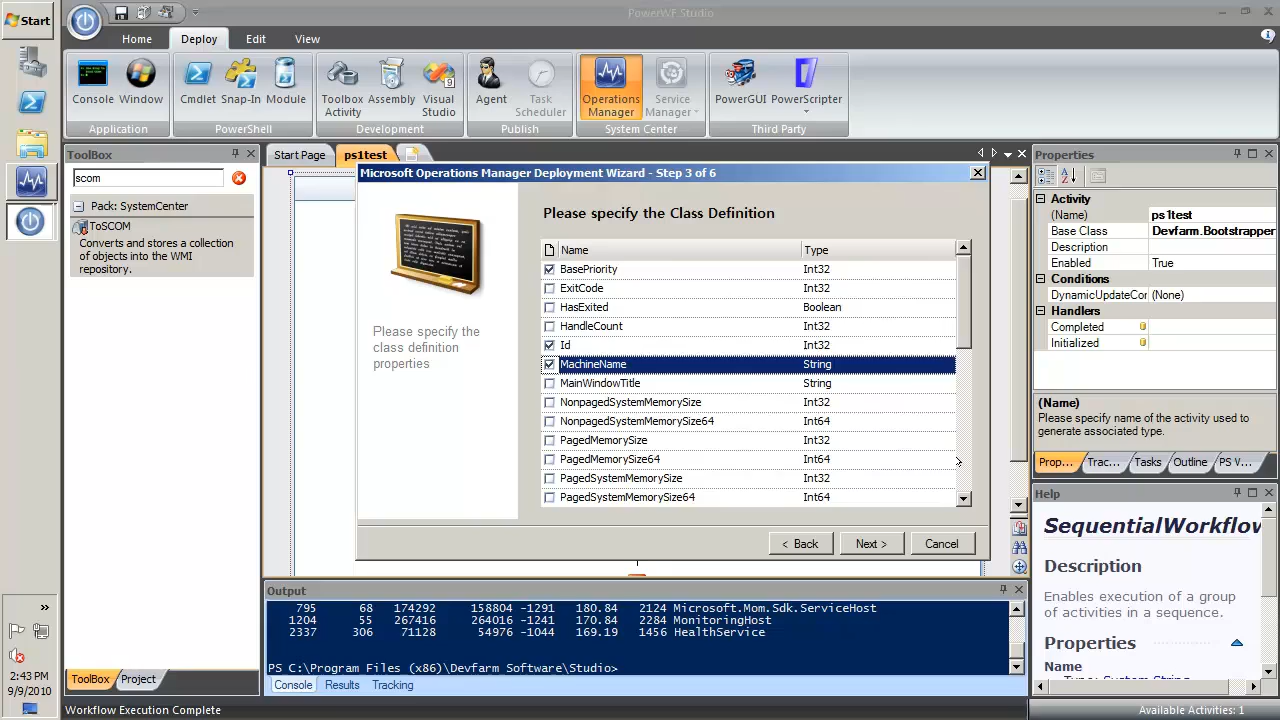 Start
PowerWF Studio
Home
Deploy
Edit
View
Console
Window
Application
Cmdlet
Snap-In
Module
PowerShell
Toolbox
Activity
Assembly
Visual
Studio
Development
Agent
Task
Scheduler
Publish
Operations
Manager
Service
Manager
System Center
PowerGUI
PowerScripter
Third Party
ToolBox
scom
Pack: SystemCenter
ToSCOM
Converts and stores a collection
of objects into the WMI
repository.
ToolBox
Project
Start Page
ps1test
Microsoft Operations Manager Deployment Wizard - Step 3 of 6
Please specify the Class Definition
Please specify the
class definition
properties
Name Type
BasePriority Int32
ExitCode Int32
HasExited Boolean
HandleCount Int32
Id Int32
MachineName String
MainWindowTitle String
NonpagedSystemMemorySize Int32
NonpagedSystemMemorySize64 Int64
PagedMemorySize Int32
PagedMemorySize64 Int64
PagedSystemMemorySize Int32
PagedSystemMemorySize64 Int64
< Back
Next >
Cancel
Output
795 68 174292 158804 -1291 180.84 2124 Microsoft.Mom.Sdk.ServiceHost
1204 55 267416 264016 -1241 170.84 2284 MonitoringHost
2337 306 71128 54976 -1044 169.19 1456 HealthService
PS C:\Program Files (x86)\Devfarm Software\Studio>
Console
Results
Tracking
Properties
Activity
(Name) ps1test
Base Class Devfarm.Bootstrapper
Description
Enabled True
Conditions
DynamicUpdateCor (None)
Handlers
Completed
Initialized
(Name)
Please specify name of the activity used to
generate associated type.
Prop...
Trac...
Tasks
Outline
PS V...
Help
SequentialWorkflov
Description
Enables execution of a group
of activities in a sequence.
Properties
Name
2:43 PM
9/9/2010
Workflow Execution Complete
Available Activities: 1